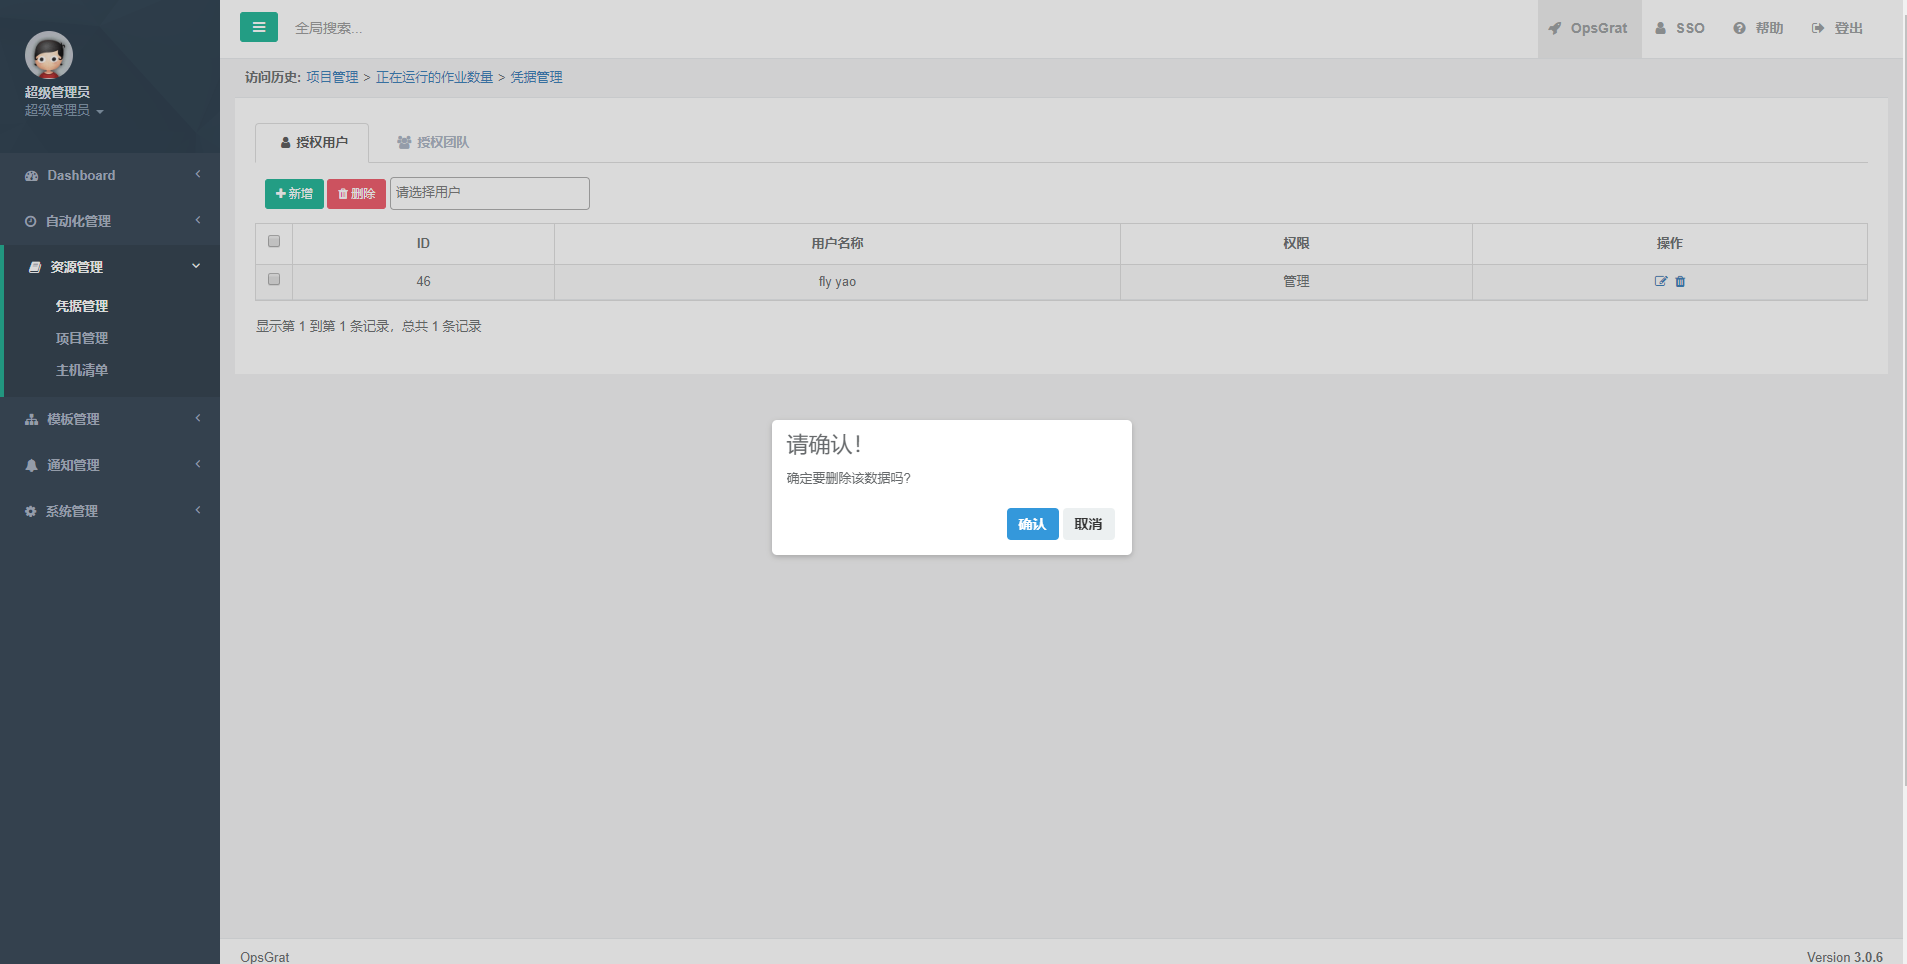 超级管理员
超级管理员
Dashboard
自动化管理
资源管理
凭据管理
项目管理
主机清单
模板管理
通知管理
系统管理
全局搜索...
OpsGrat
SSO
帮助
登出
访问历史: 项目管理 > 正在运行的作业数量 > 凭据管理
授权用户
授权团队
新增
删除
请选择用户
ID 用户名称 权限 操作
46 fly yao 管理
显示第 1 到第 1 条记录，总共 1 条记录
请确认!
确定要删除该数据吗?
确认
取消
OpsGrat
Version 3.0.6